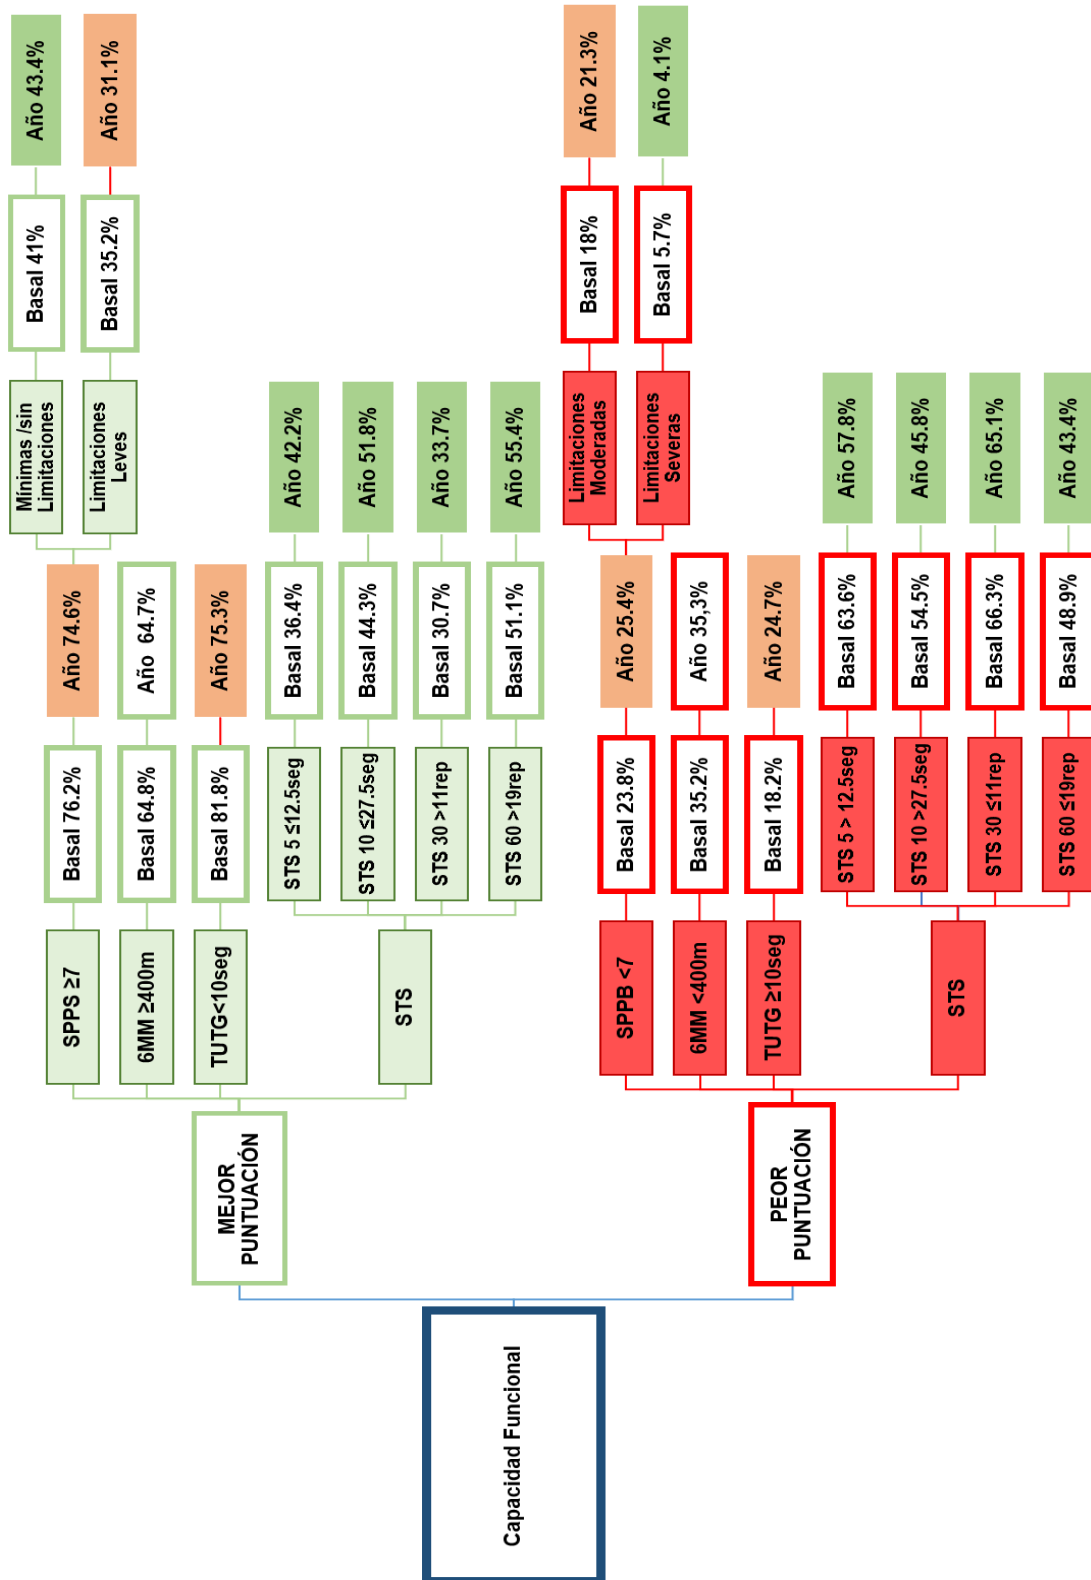 Capacidad Funcional
MEJOR
PUNTUACIÓN
SPPS ≥7
Basal 76.2%
Año 74.6%
Mínimas /sin
Limitaciones
Basal 41%
Año 43.4%
Limitaciones
Leves
Basal 35.2%
Año 31.1%
6MM ≥400m
Basal 64.8%
Año 64.7%
TUTG<10seg
Basal 81.8%
Año 75.3%
STS
STS 5 ≤12.5seg
Basal 36.4%
Año 42.2%
STS 10 ≤27.5seg
Basal 44.3%
Año 51.8%
STS 30 >11rep
Basal 30.7%
Año 33.7%
STS 60 >19rep
Basal 51.1%
Año 55.4%
PEOR
PUNTUACIÓN
SPPB <7
Basal 23.8%
Año 25.4%
Limitaciones
Moderadas
Basal 18%
Año 21.3%
Limitaciones
Severas
Basal 5.7%
Año 4.1%
6MM <400m
Basal 35.2%
Año 35,3%
TUTG ≥10seg
Basal 18.2%
Año 24.7%
STS
STS 5 > 12.5seg
Basal 63.6%
Año 57.8%
STS 10 >27.5seg
Basal 54.5%
Año 45.8%
STS 30 ≤11rep
Basal 66.3%
Año 65.1%
STS 60 ≤19rep
Basal 48.9%
Año 43.4%